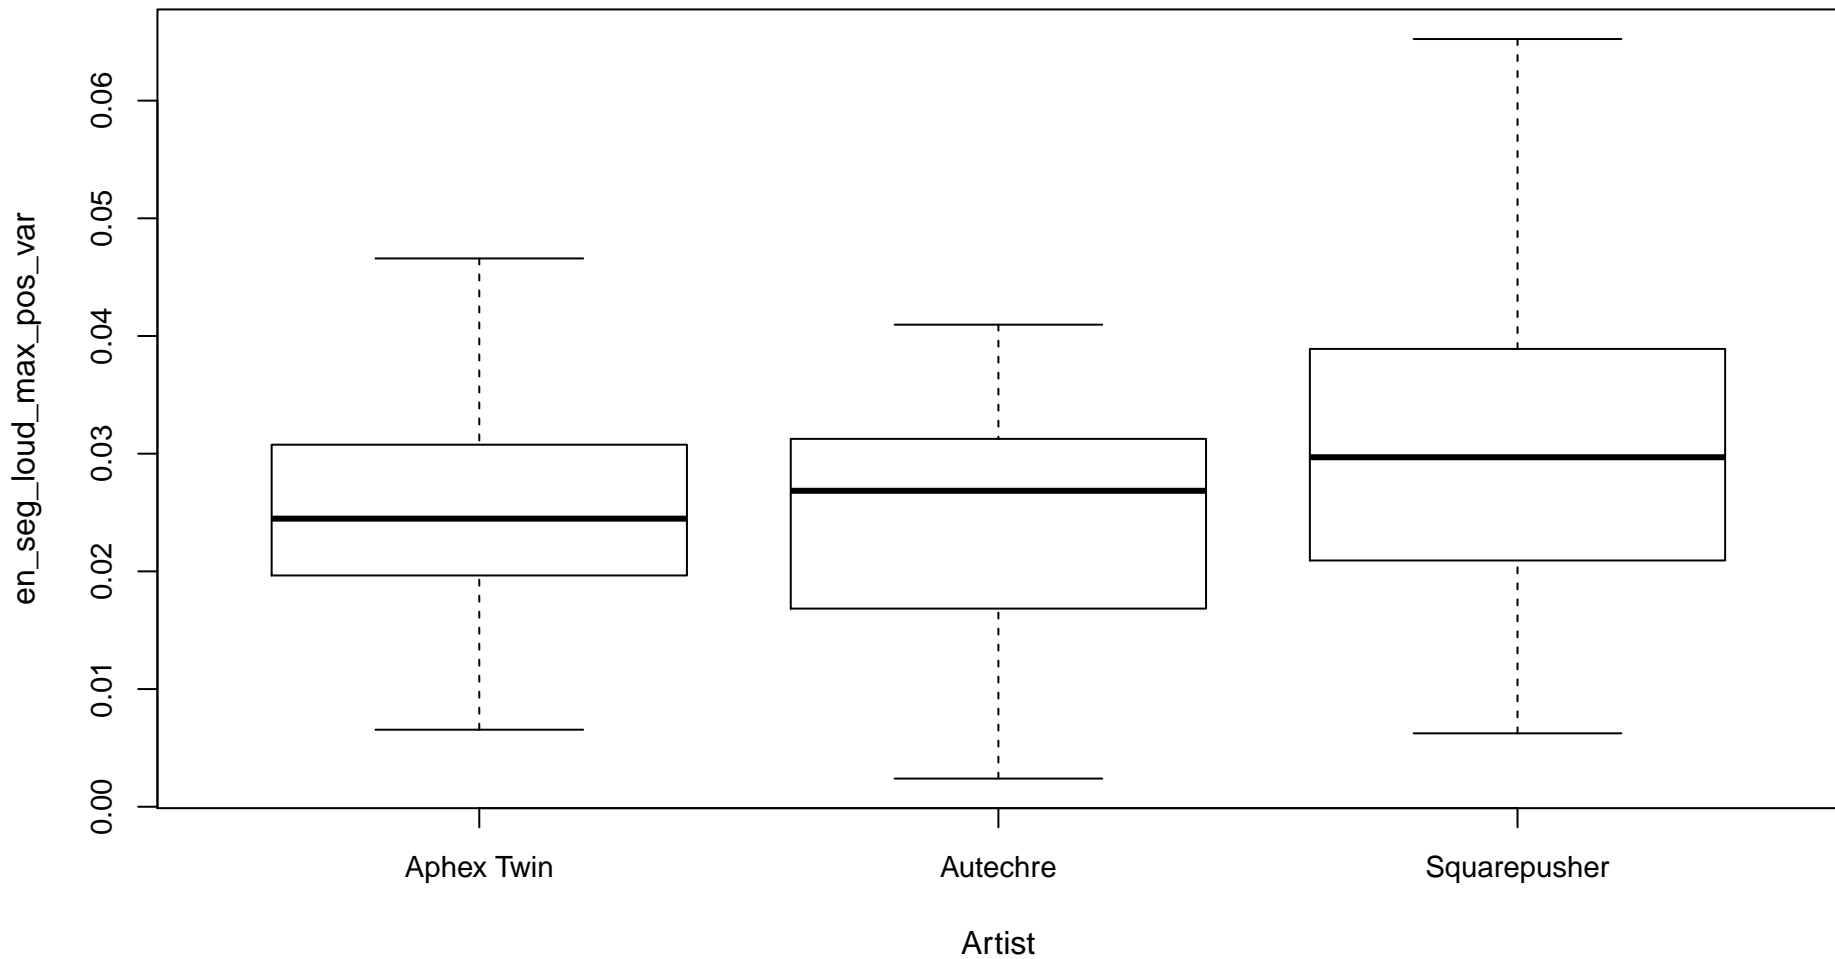 en_seg_loud_max_pos_var
0.06
0.05
0.04
0.03
0.02
0.01
0.00
Aphex Twin
Autechre
Squarepusher
Artist